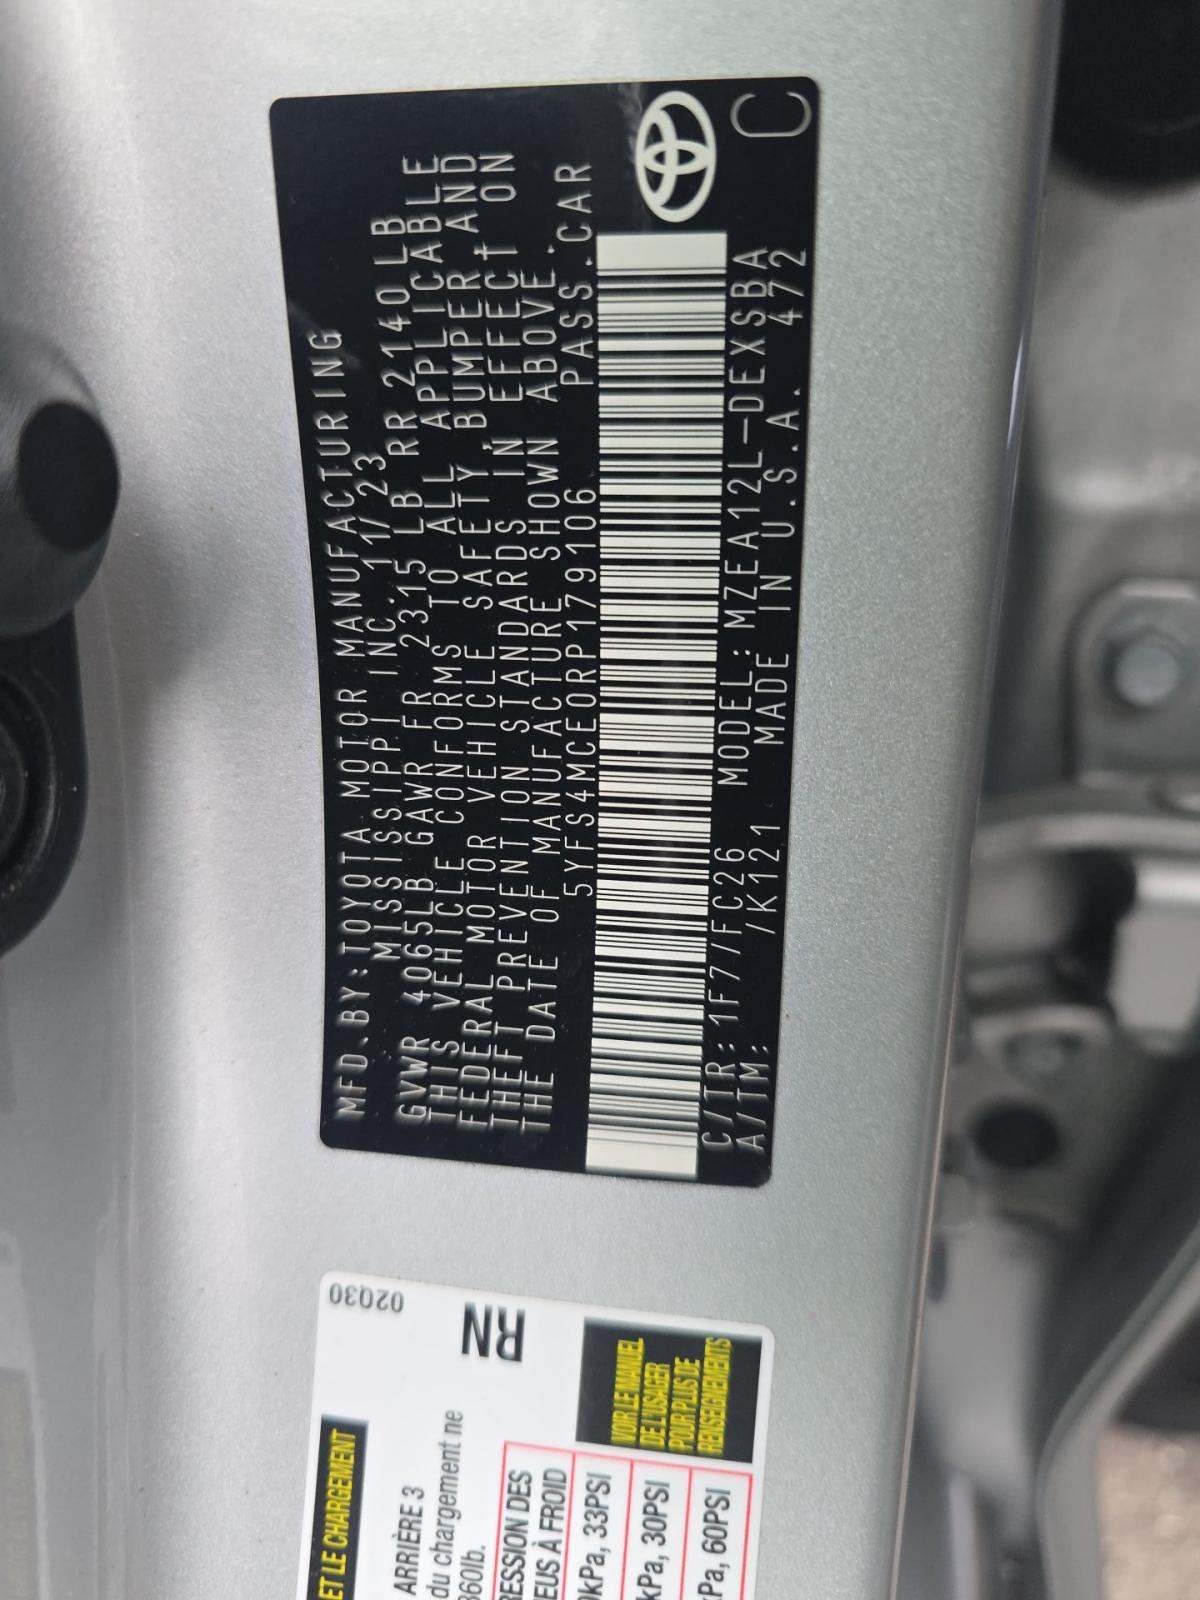 MFD.BY:TOYOTA MOTOR MANUFACTURING
MISSISSIPPI INC. 11/23
GVWR 4065LB GAWR FR 2315 LB RR 2140LB
THIS VEHICLE CONFORMS TO ALL APPLICABLE
FEDERAL MOTOR VEHICLE SAFETY, BUMPER, AND
THEFT PREVENTION STANDARDS IN EFFECT ON
THE DATE OF MANUFACTURE SHOWN ABOVE.
5YFS4MCE0RP179106 PASS.CAR
C/TR:1F7/FC26 MODEL:MZEA12L-DEXSBA
A/TM: /K121 MADE IN U.S.A. 472
C
02Q30
RN
ET LE CHARGEMENT
ARRIÈRE 3
du chargement ne
860lb.
RESSION DES
NEUS À FROID
0kPa, 33PSI
kPa, 30PSI
kPa, 60PSI
VOIR LE MANUEL
DE L'USAGER
POUR PLUS DE
RENSEIGNEMENTS